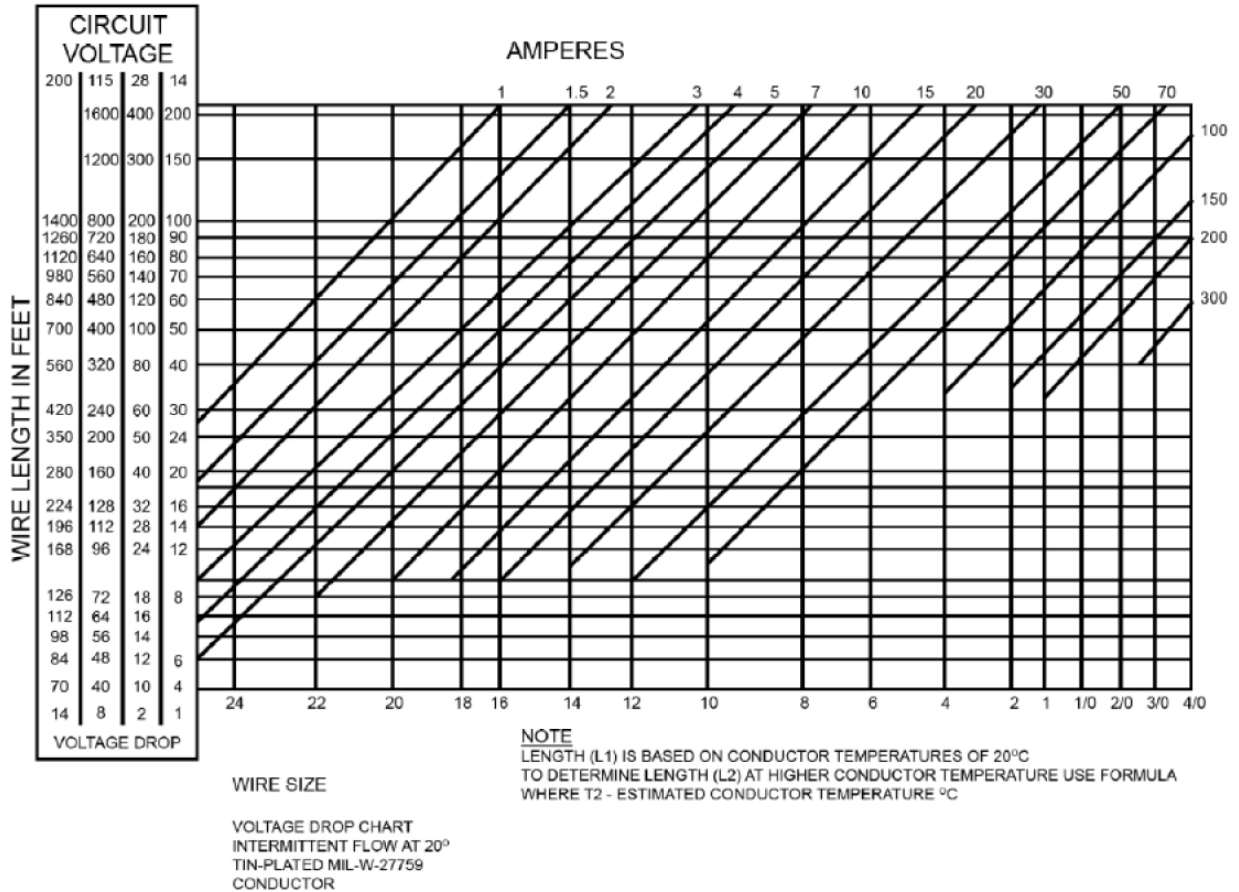 CIRCUIT
VOLTAGE
AMPERES
200 115 28 14
1 1.5 2 3 4 5 7 10 15 20 30 50 70
1600 400 200
100
1200 300 150
150
1400 800 200 100
1260 720 180 90
200
1120 640 160 80
980 560 140 70
840 480 120 60
300
700 400 100 50
560 320 80 40
420 240 60 30
350 200 50 24
280 160 40 20
224 128 32 16
196 112 28 14
168 96 24 12
126 72 18 8
112 64 16
98 56 14
84 48 12 6
70 40 10 4
14 8 2 1
WIRE LENGTH IN FEET
24 22 20 18 16 14 12 10 8 6 4 2 1 1/0 2/0 3/0 4/0
VOLTAGE DROP
NOTE
LENGTH (L1) IS BASED ON CONDUCTOR TEMPERATURES OF 20°C
TO DETERMINE LENGTH (L2) AT HIGHER CONDUCTOR TEMPERATURE USE FORMULA
WHERE T2 - ESTIMATED CONDUCTOR TEMPERATURE °C
WIRE SIZE
VOLTAGE DROP CHART
INTERMITTENT FLOW AT 20°
TIN-PLATED MIL-W-27759
CONDUCTOR